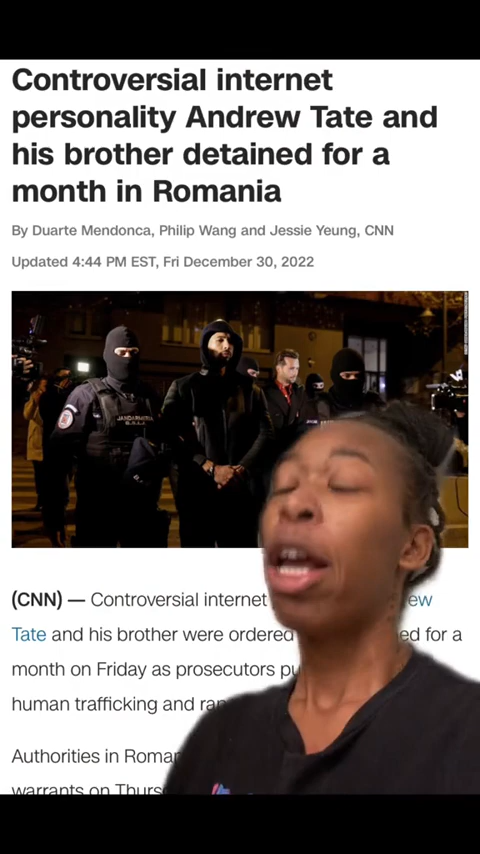 Controversial internet
personality Andrew Tate and
his brother detained for a
month in Romania
By Duarte Mendonca, Philip Wang and Jessie Yeung, CNN
Updated 4:44 PM EST, Fri December 30, 2022
JANDARMERIA
(CNN) — Controversial internet
Tate and his brother were ordered for a
month on Friday as prosecutors
human trafficking and
Authorities in
warrants on